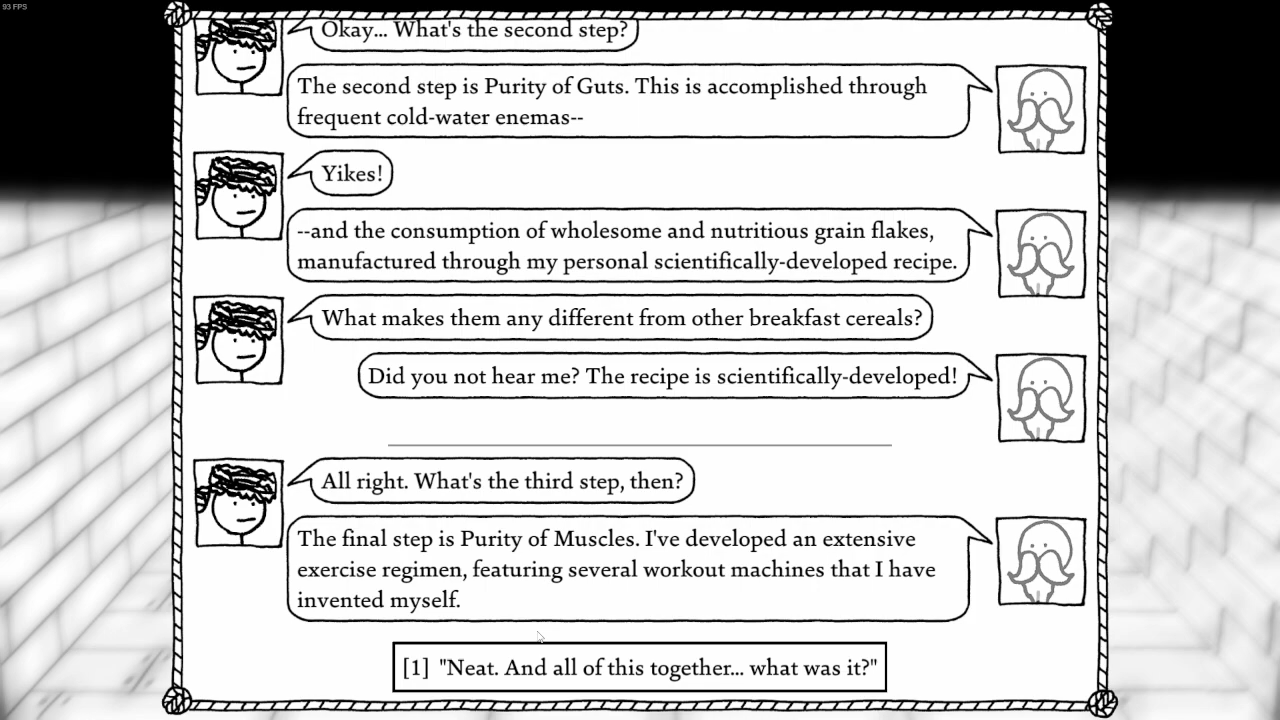 93 FPS
Okay... What's the second step?
The second step is Purity of Guts. This is accomplished through
frequent cold-water enemas--
Yikes!
--and the consumption of wholesome and nutritious grain flakes,
manufactured through my personal scientifically-developed recipe.
What makes them any different from other breakfast cereals?
Did you not hear me? The recipe is scientifically-developed!
All right. What's the third step, then?
The final step is Purity of Muscles. I've developed an extensive
exercise regimen, featuring several workout machines that I have
invented myself.
[1] "Neat. And all of this together... what was it?"